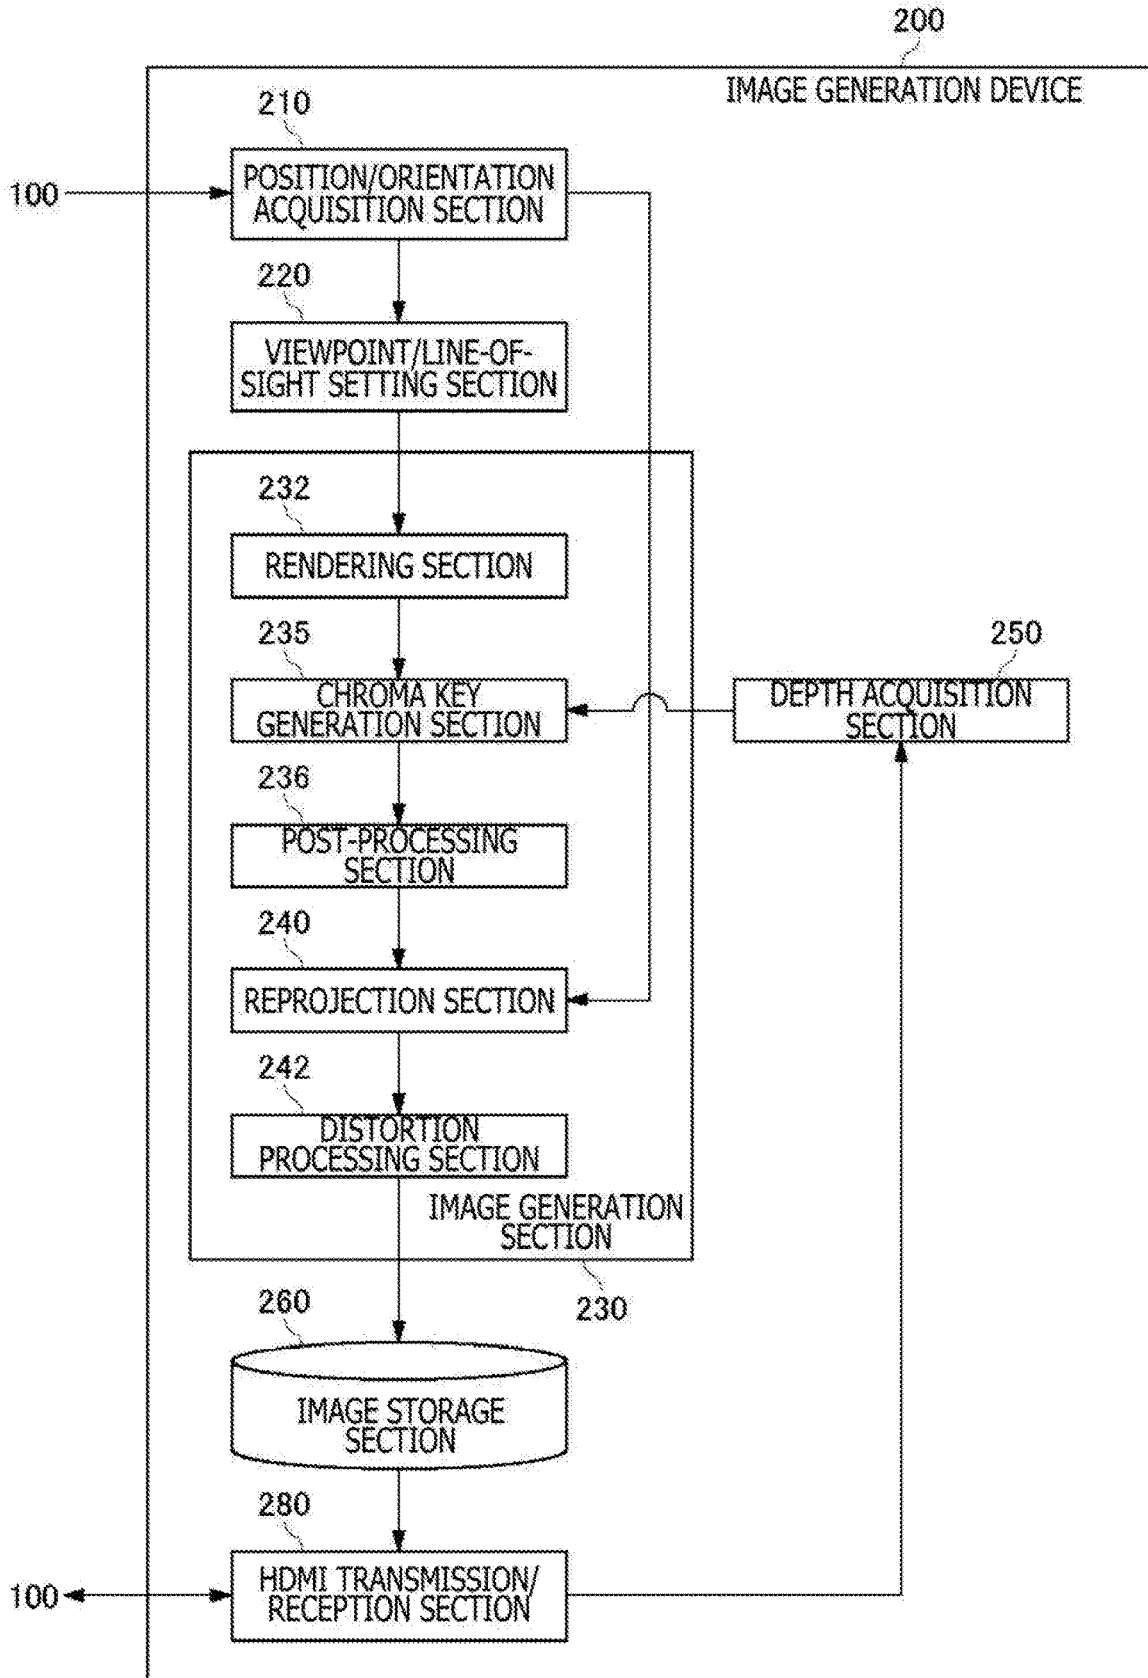 200
IMAGE GENERATION DEVICE
210
100
POSITION/ORIENTATION
ACQUISITION SECTION
220
VIEWPOINT/LINE-OF-
SIGHT SETTING SECTION
232
RENDERING SECTION
235
CHROMA KEY
GENERATION SECTION
250
DEPTH ACQUISITION
SECTION
236
POST-PROCESSING
SECTION
240
REPROJECTION SECTION
242
DISTORTION
PROCESSING SECTION
IMAGE GENERATION
SECTION
230
260
IMAGE STORAGE
SECTION
280
100
HDMI TRANSMISSION/
RECEPTION SECTION